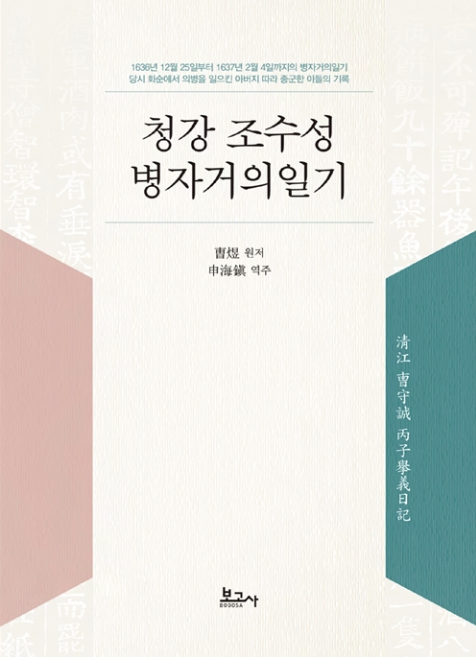 1636년 12월 25일부터 1637년 2월 4일까지의 병자거의일기
당시 화순에서 의병을 일으킨 아버지 따라 종군한 아들의 기록
청강 조수성
병자거의일기
曺煜 원저
申海鎭 역주
淸江 曺守誠 丙子擧義日記
보고사
BOGOSA